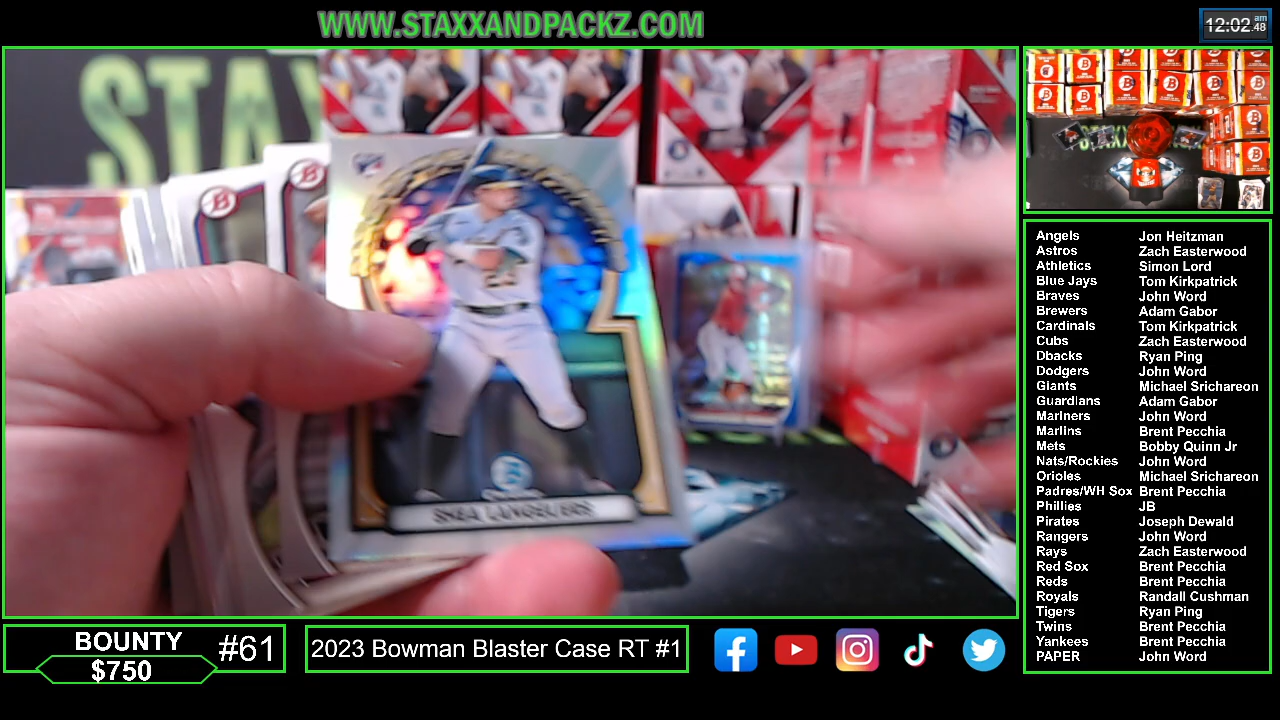 WWW.STAXXANDPACKZ.COM
12:02 am .48
STAX
SHEA LANGELIERS
Angels Jon Heitzman
Astros Zach Easterwood
Athletics Simon Lord
Blue Jays Tom Kirkpatrick
Braves John Word
Brewers Adam Gabor
Cardinals Tom Kirkpatrick
Cubs Zach Easterwood
Dbacks Ryan Ping
Dodgers John Word
Giants Michael Srichareon
Guardians Adam Gabor
Mariners John Word
Marlins Brent Pecchia
Mets Bobby Quinn Jr
Nats/Rockies John Word
Orioles Michael Srichareon
Padres/WH Sox Brent Pecchia
Phillies JB
Pirates Joseph Dewald
Rangers John Word
Rays Zach Easterwood
Red Sox Brent Pecchia
Reds Brent Pecchia
Royals Randall Cushman
Tigers Ryan Ping
Twins Brent Pecchia
Yankees Brent Pecchia
PAPER John Word
BOUNTY #61
$750
2023 Bowman Blaster Case RT #1